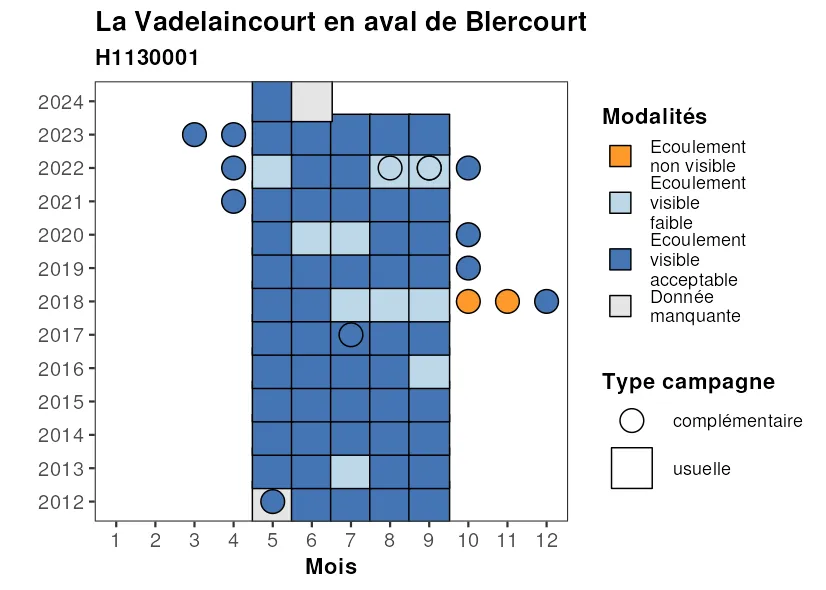 La Vadelaincourt en aval de Blercourt
H1130001
2024
2023
2022
2021
2020
2019
2018
2017
2016
2015
2014
2013
2012
1 2 3 4 5 6 7 8 9 10 11 12
Mois
Modalités
Ecoulement
non visible
Ecoulement
visible
faible
Ecoulement
visible
acceptable
Donnée
manquante
Type campagne
complémentaire
usuelle